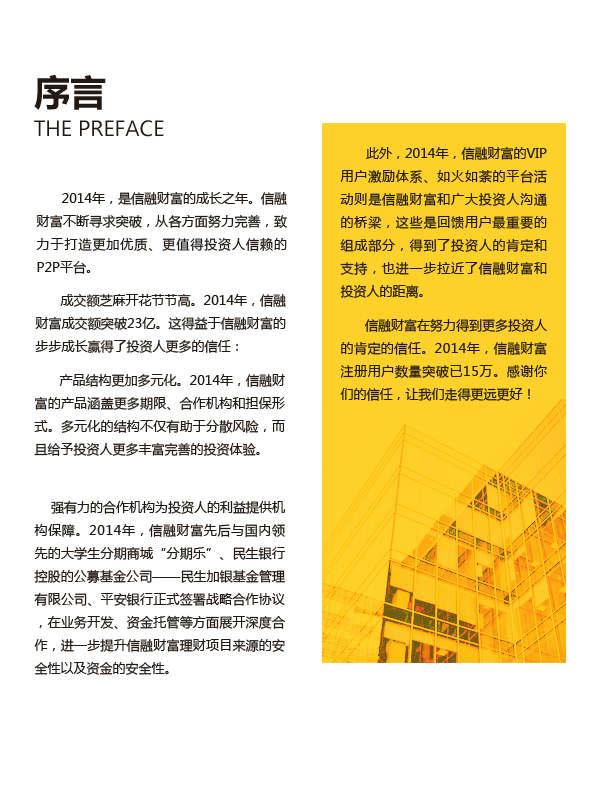 序言
THE PREFACE
2014年，是信融财富的成长之年。信融
财富不断寻求突破，从各方面努力完善，致
力于打造更加优质、更值得投资人信赖的
P2P平台。
成交额芝麻开花节节高。2014年，信融
财富成交额突破23亿。这得益于信融财富的
步步成长赢得了投资人更多的信任：
产品结构更加多元化。2014年，信融财
富的产品涵盖更多期限、合作机构和担保形
式。多元化的结构不仅有助于分散风险，而
且给予投资人更多丰富完善的投资体验。
强有力的合作机构为投资人的利益提供机
构保障。2014年，信融财富先后与国内领
先的大学生分期商城“分期乐”、民生银行
控股的公募基金公司——民生加银基金管理
有限公司、平安银行正式签署战略合作协议
，在业务开发、资金托管等方面展开深度合
作，进一步提升信融财富理财项目来源的安
全性以及资金的安全性。
此外，2014年，信融财富的VIP
用户激励体系、如火如荼的平台活
动则是信融财富和广大投资人沟通
的桥梁，这些是回馈用户最重要的
组成部分，得到了投资人的肯定和
支持，也进一步拉近了信融财富和
投资人的距离。
信融财富在努力得到更多投资人
的肯定的信任。2014年，信融财富
注册用户数量突破已15万。感谢你
们的信任，让我们走得更远更好！